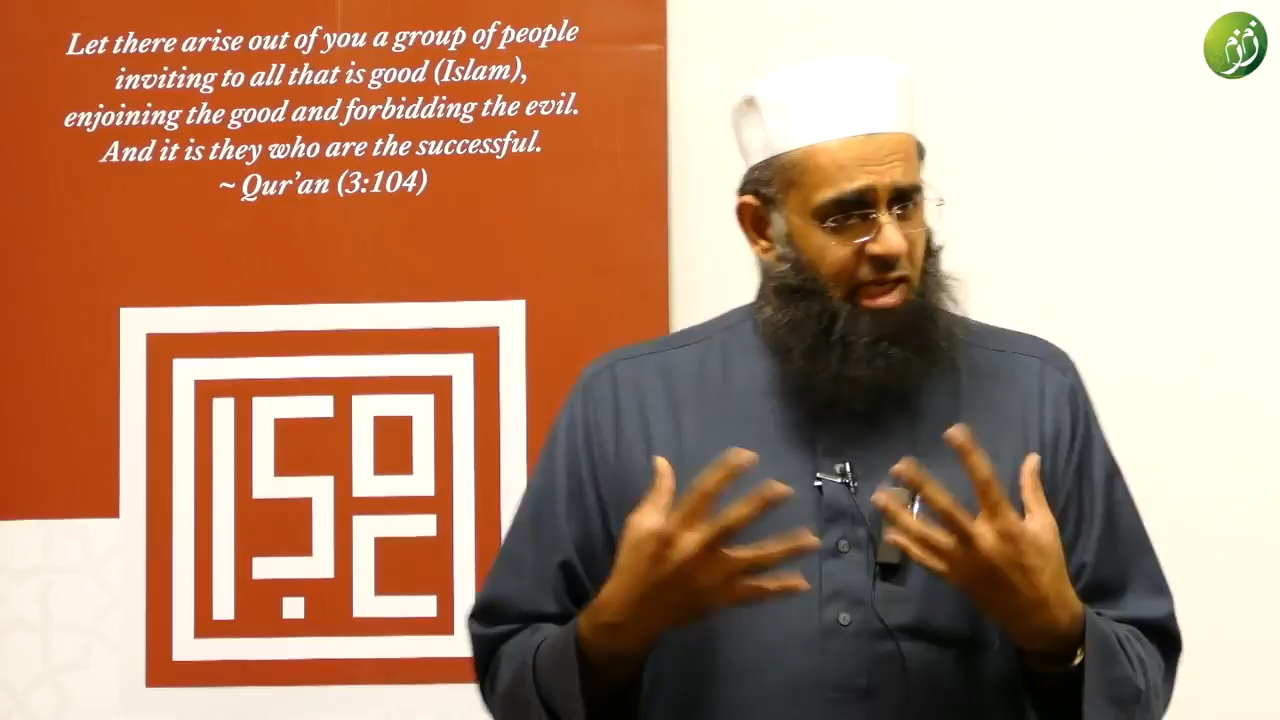 Let there arise out of you a group of people
inviting to all that is good (Islam),
enjoining the good and forbidding the evil.
And it is they who are the successful.
~ Qur'an (3:104)
زمزم